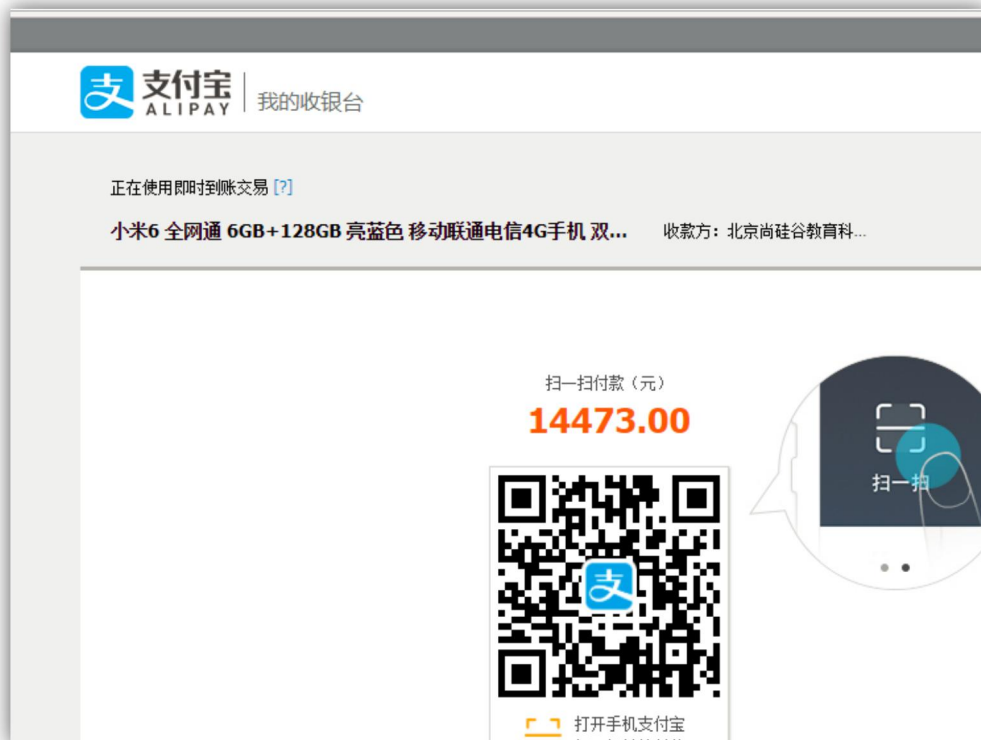 支付宝
ALIPAY
我的收银台
正在使用即时到账交易 [?]
小米6 全网通 6GB+128GB 亮蓝色 移动联通电信4G手机 双... 收款方：北京尚硅谷教育科...
扫一扫付款（元）
14473.00
扫一扫
支
打开手机支付宝